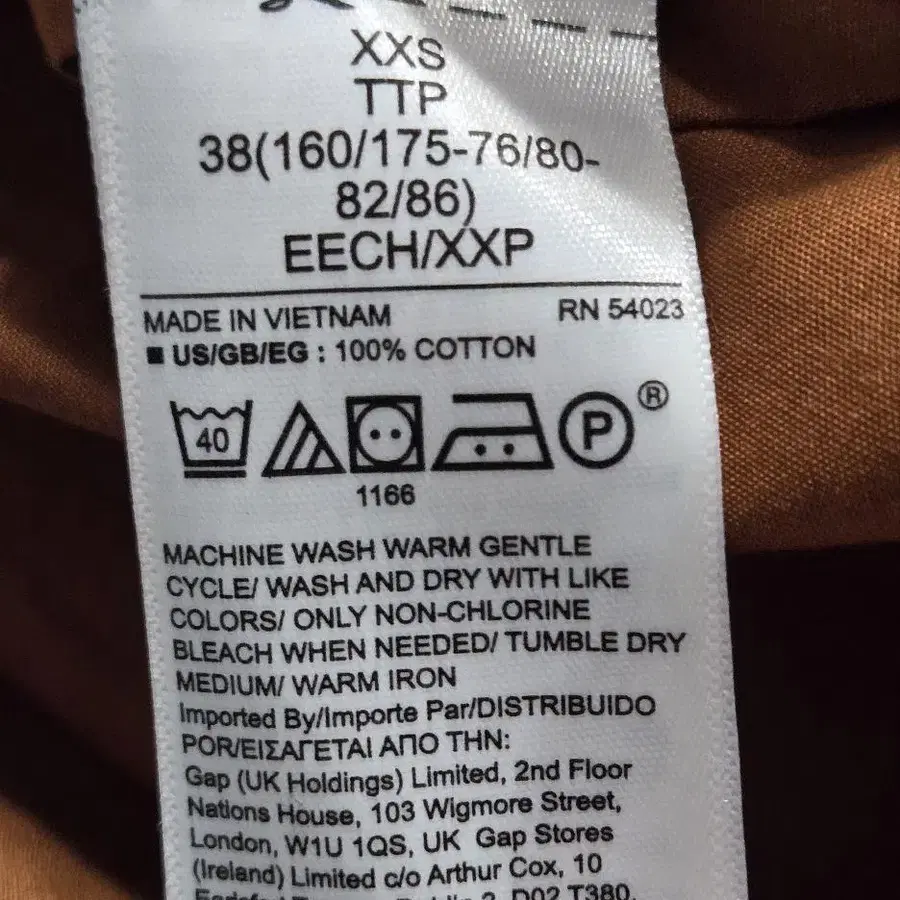 XXS
TTP
38(160/175-76/80-
82/86)
EECH/XXP
MADE IN VIETNAM RN 54023
■ US/GB/EG : 100% COTTON
40 P ®
1166
MACHINE WASH WARM GENTLE
CYCLE/ WASH AND DRY WITH LIKE
COLORS/ ONLY NON-CHLORINE
BLEACH WHEN NEEDED/ TUMBLE DRY
MEDIUM/ WARM IRON
Imported By/Importe Par/DISTRIBUIDO
POR/ΕΙΣΑΓΕΤΑΙ ΑΠΟ ΤΗΝ:
Gap (UK Holdings) Limited, 2nd Floor
Nations House, 103 Wigmore Street,
London, W1U 1QS, UK Gap Stores
(Ireland) Limited c/o Arthur Cox, 10
2, D02 T380,